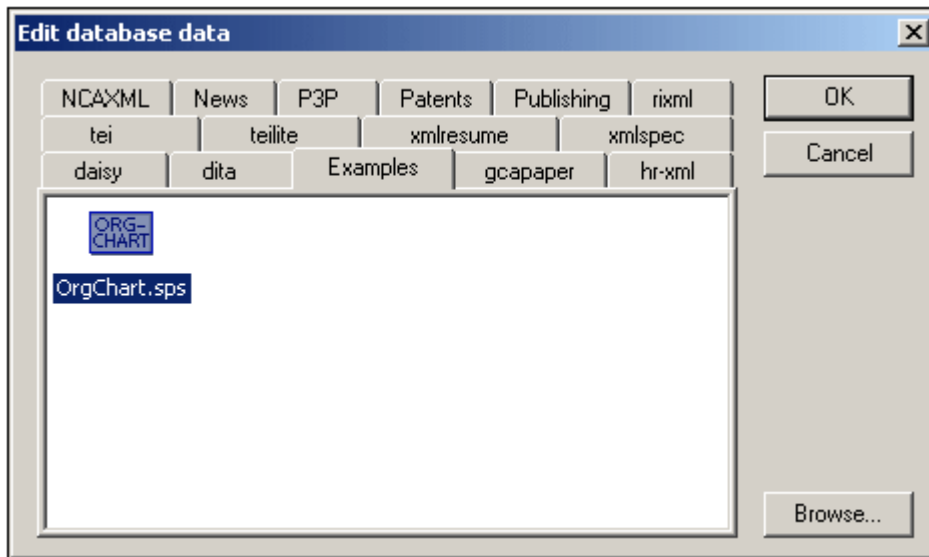 Edit database data
NCAXML News P3P Patents Publishing rixml
OK
tei teilite xmlresume xmlspec
Cancel
daisy dita Examples gcapaper hr-xml
ORG-
CHART
OrgChart.sps
Browse...